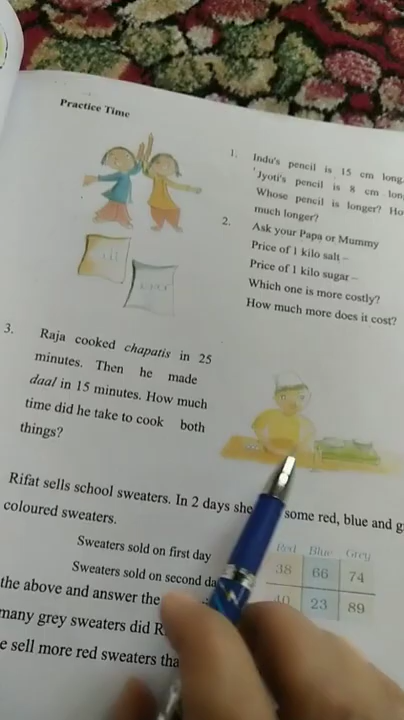 Practice Time
1. Indu's pencil is 15 cm long.
'Jyoti's pencil is 8 cm lon
Whose pencil is longer? Ho
much longer?
2. Ask your Papa or Mummy
Price of 1 kilo salt –
Price of 1 kilo sugar –
Which one is more costly?
How much more does it cost?
3. Raja cooked chapatis in 25
minutes. Then he made
daal in 15 minutes. How much
time did he take to cook both
things?
Rifat sells school sweaters. In 2 days she some red, blue and g
coloured sweaters.
Red Blue Grey
Sweaters sold on first day 38 66 74
Sweaters sold on second da 40 23 89
the above and answer the
many grey sweaters did R
e sell more red sweaters tha